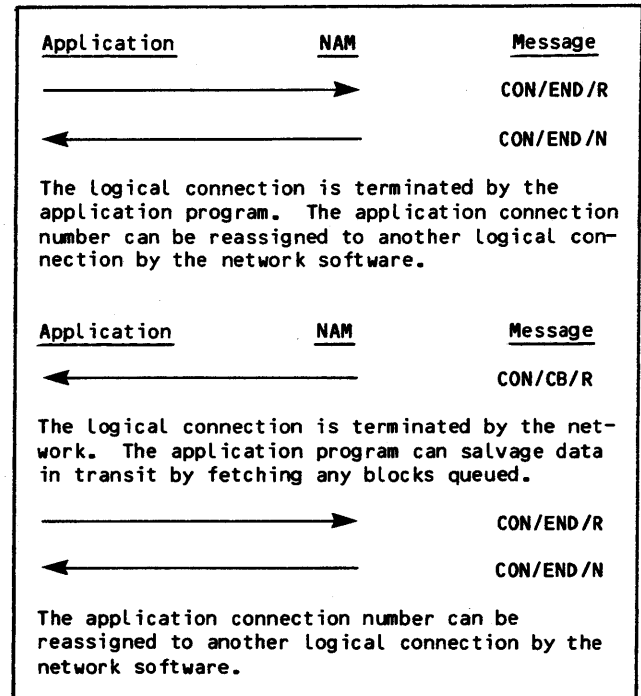 Application NAM Message
CON/END/R
CON/END/N
The logical connection is terminated by the
application program. The application connection
number can be reassigned to another logical con-
nection by the network software.
Application NAM Message
CON/CB/R
The logical connection is terminated by the net-
work. The application program can salvage data
in transit by fetching any blocks queued.
CON/END/R
CON/END/N
The application connection number can be
reassigned to another logical connection by the
network software.